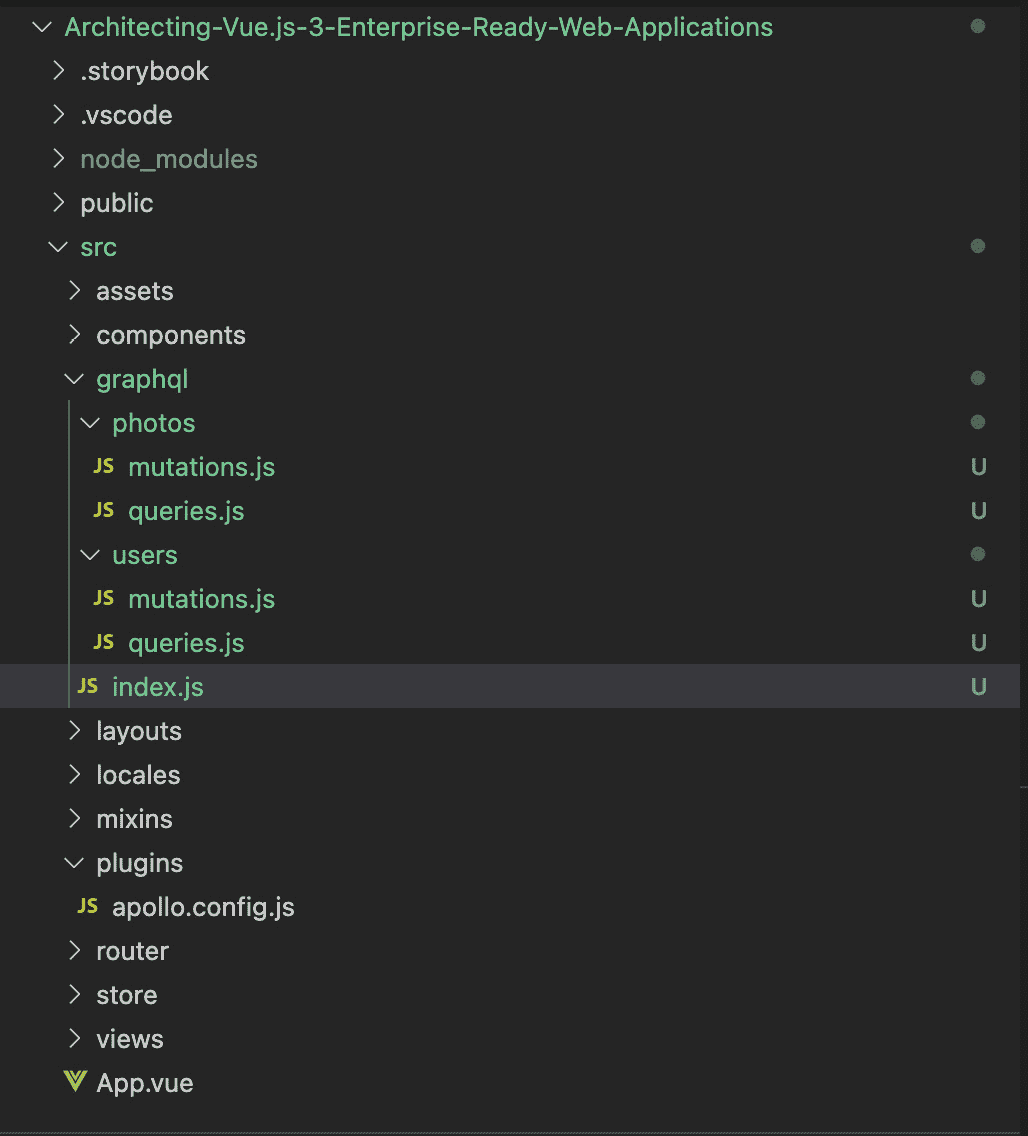 Architecting-Vue.js-3-Enterprise-Ready-Web-Applications
.storybook
.vscode
node_modules
public
src
assets
components
graphql
photos
JS mutations.js U
JS queries.js U
users
JS mutations.js U
JS queries.js U
JS index.js U
layouts
locales
mixins
plugins
JS apollo.config.js
router
store
views
App.vue